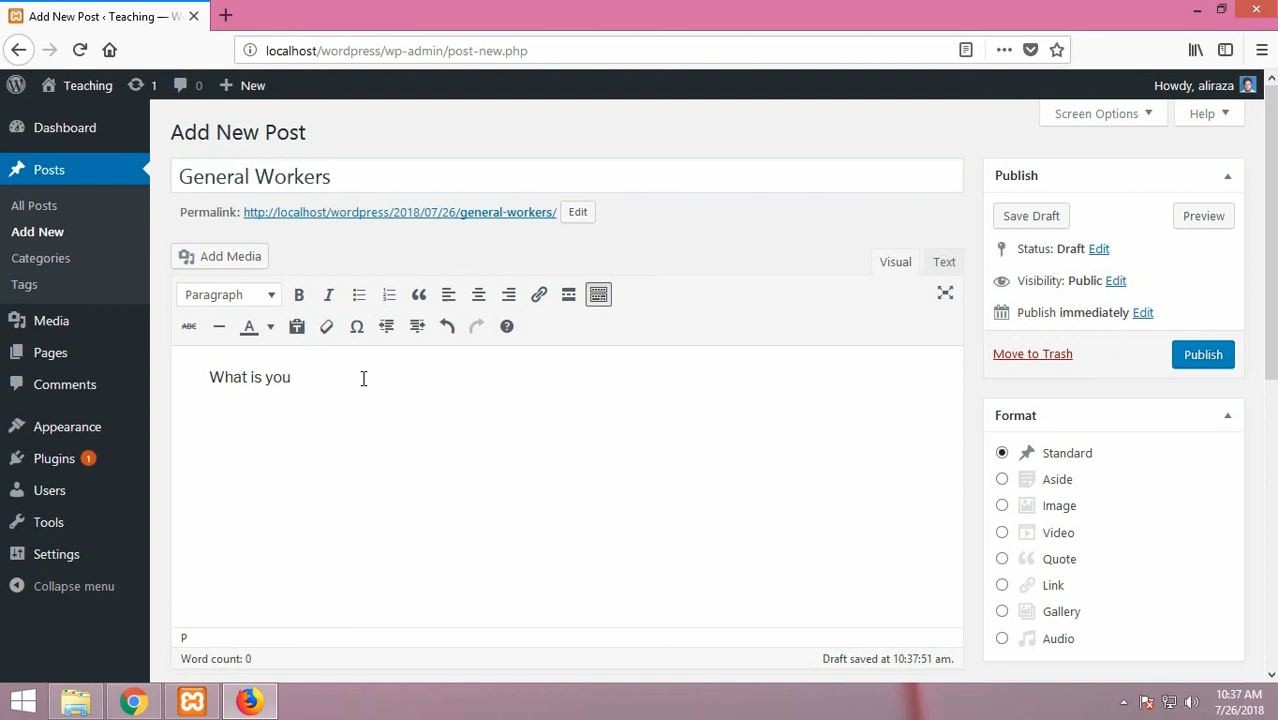 Add New Post ‹ Teaching — W
localhost/wordpress/wp-admin/post-new.php
Teaching 1 0 New
Howdy, aliraza
Screen Options Help
Dashboard
Posts
All Posts
Add New
Categories
Tags
Media
Pages
Comments
Appearance
Plugins 1
Users
Tools
Settings
Collapse menu
Add New Post
General Workers
Permalink: http://localhost/wordpress/2018/07/26/general-workers/ Edit
Add Media
Visual Text
Paragraph B I
ABC A Ω
What is you
P
Word count: 0
Draft saved at 10:37:51 am.
Publish
Save Draft Preview
Status: Draft Edit
Visibility: Public Edit
Publish immediately Edit
Move to Trash Publish
Format
Standard
Aside
Image
Video
Quote
Link
Gallery
Audio
10:37 AM
7/26/2018